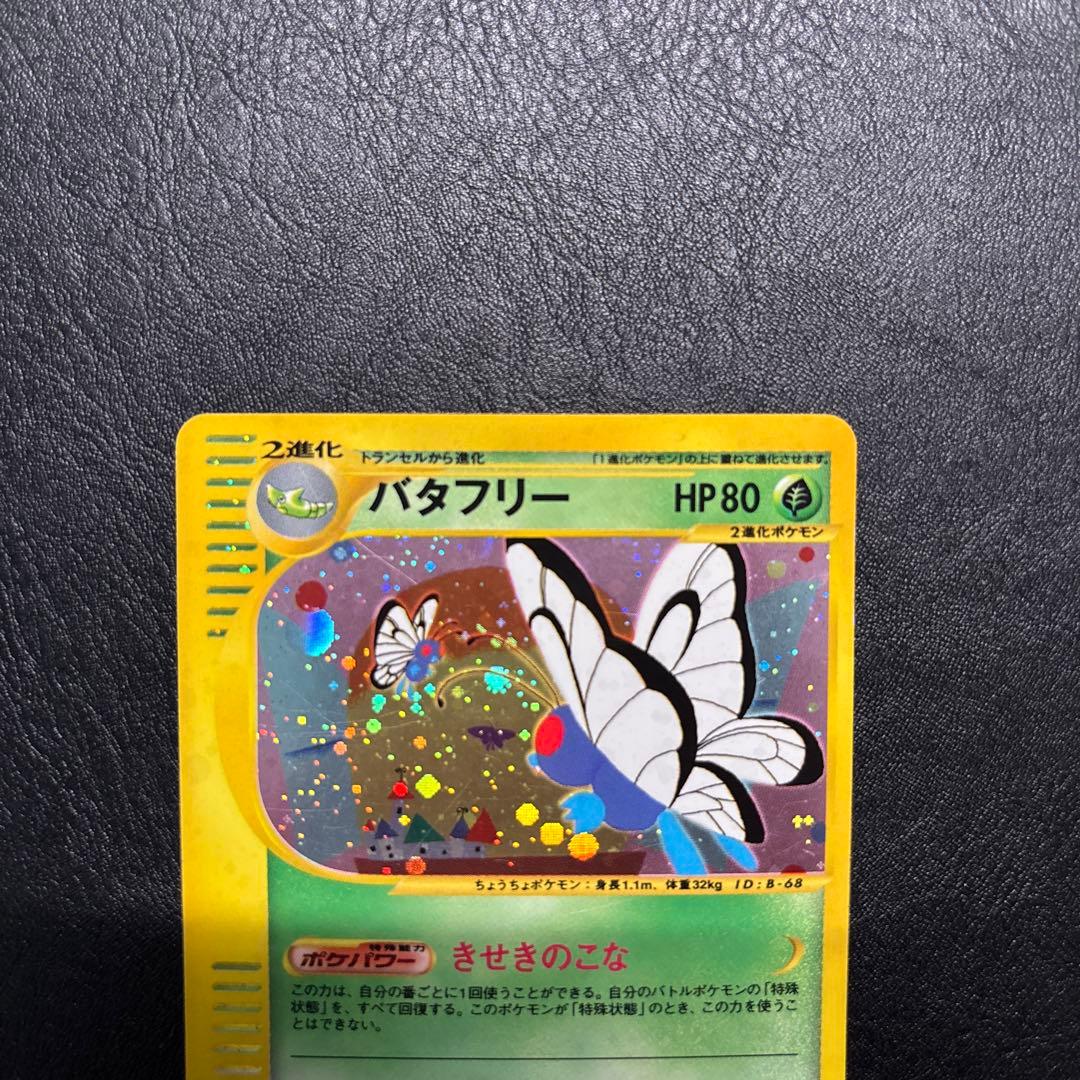 2進化
トランセルから進化 「1進化ポケモン」の上に重ねて進化させます。
バタフリー HP80
2進化ポケモン
ちょうちょポケモン：身長1.1m、体重32kg ID：B-68
特殊能力
ポケパワー きせきのこな
この力は、自分の番ごとに1回使うことができる。自分のバトルポケモンの「特殊
状態」を、すべて回復する。このポケモンが「特殊状態」のとき、この力を使うこ
とはできない。